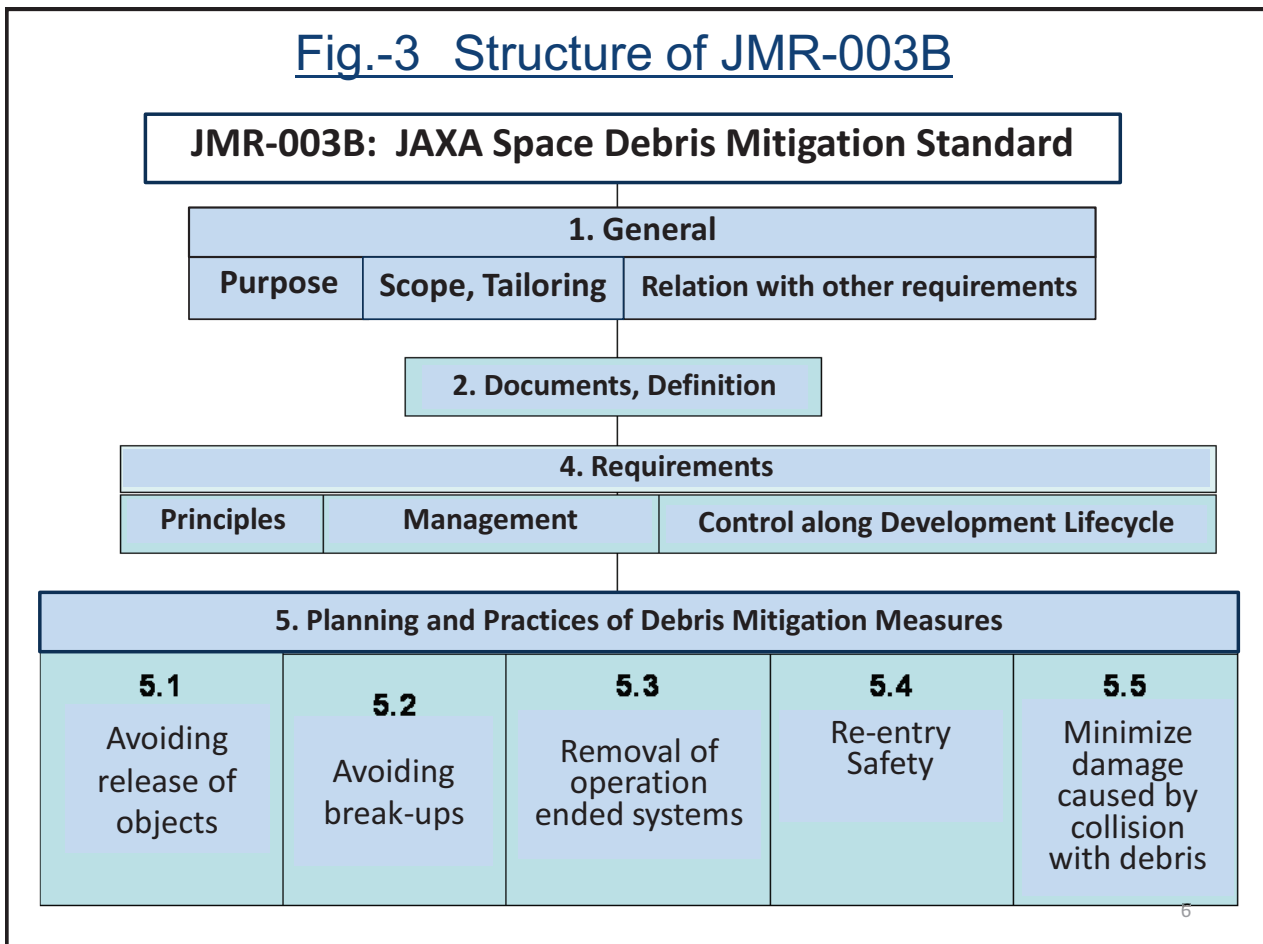 Fig.-3 Structure of JMR-003B
JMR-003B: JAXA Space Debris Mitigation Standard
1. General
Purpose
Scope, Tailoring
Relation with other requirements
2. Documents, Definition
4. Requirements
Principles
Management
Control along Development Lifecycle
5. Planning and Practices of Debris Mitigation Measures
5.1
Avoiding
release of
objects
5.2
Avoiding
break-ups
5.3
Removal of
operation
ended systems
5.4
Re-entry
Safety
5.5
Minimize
damage
caused by
collision
with debris
6